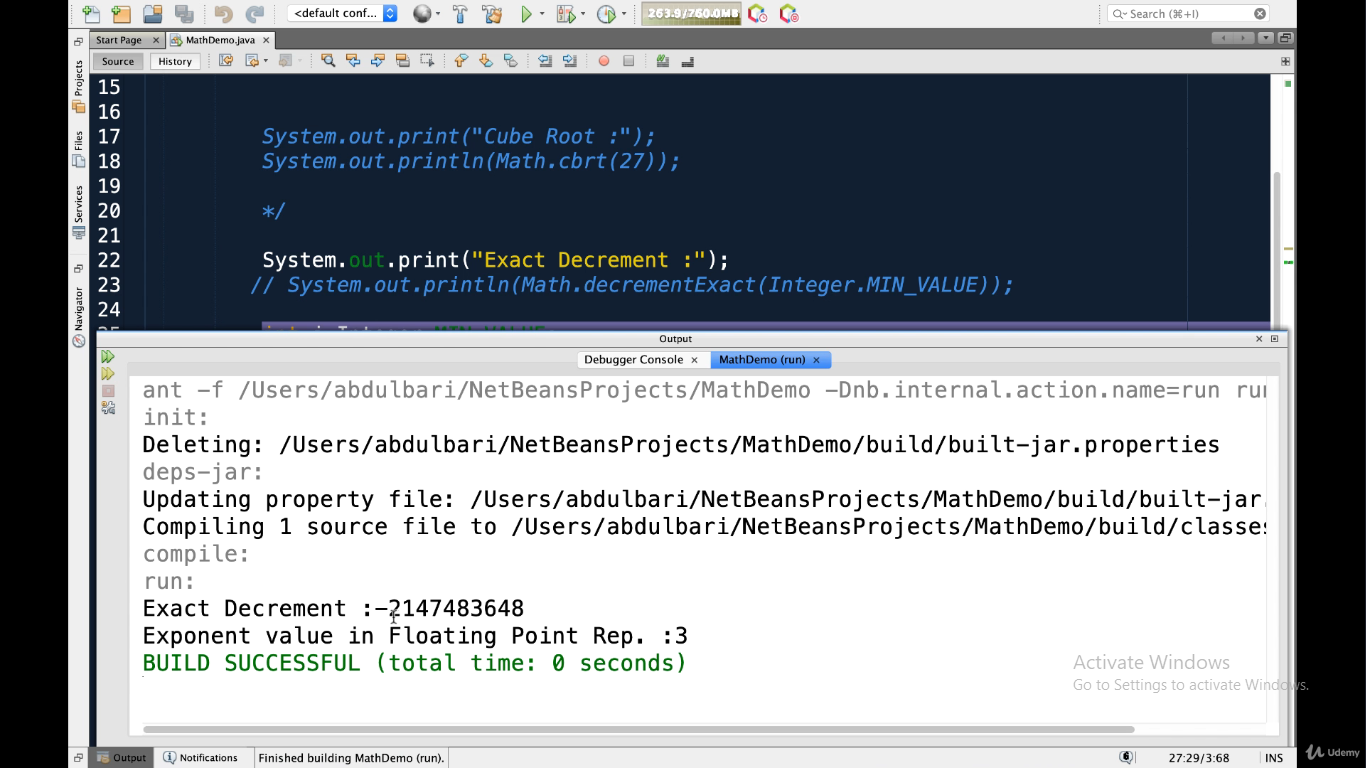 <default conf...
263.9/760.0MB
Search (⌘+I)
Start Page
MathDemo.java
Source
History
Projects
Files
Services
Navigator
15
16
17 System.out.print("Cube Root :");
18 System.out.println(Math.cbrt(27));
19
20 */
21
22 System.out.print("Exact Decrement :");
23 // System.out.println(Math.decrementExact(Integer.MIN_VALUE));
24
Output
Debugger Console
MathDemo (run)
ant -f /Users/abdulbari/NetBeansProjects/MathDemo -Dnb.internal.action.name=run run
init:
Deleting: /Users/abdulbari/NetBeansProjects/MathDemo/build/built-jar.properties
deps-jar:
Updating property file: /Users/abdulbari/NetBeansProjects/MathDemo/build/built-jar.
Compiling 1 source file to /Users/abdulbari/NetBeansProjects/MathDemo/build/classes
compile:
run:
Exact Decrement :-2147483648
Exponent value in Floating Point Rep. :3
BUILD SUCCESSFUL (total time: 0 seconds)
Activate Windows
Go to Settings to activate Windows.
Output
Notifications
Finished building MathDemo (run).
27:29/3:68
INS
Udemy